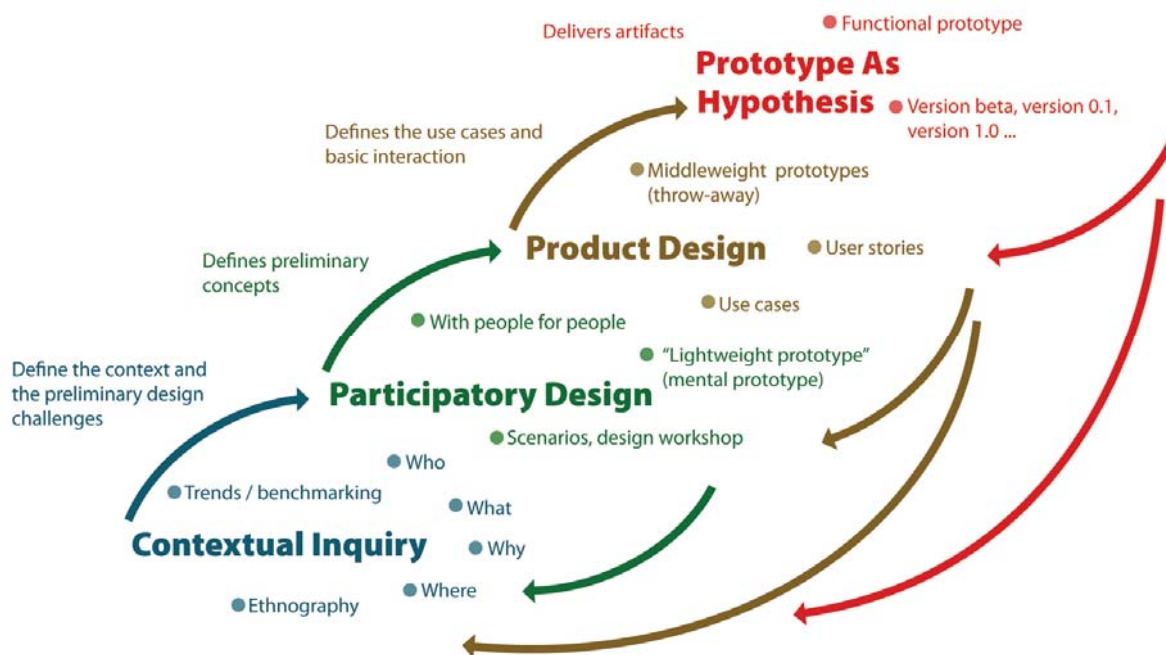 Delivers artifacts
Functional prototype
Prototype As
Hypothesis
Version beta, version 0.1,
version 1.0 ...
Defines the use cases and
basic interaction
Middleweight prototypes
(throw-away)
Product Design
User stories
Defines preliminary
concepts
Use cases
With people for people
“Lightweight prototype”
(mental prototype)
Define the context and
the preliminary design
challenges
Participatory Design
Scenarios, design workshop
Who
Trends / benchmarking
What
Contextual Inquiry
Why
Where
Ethnography